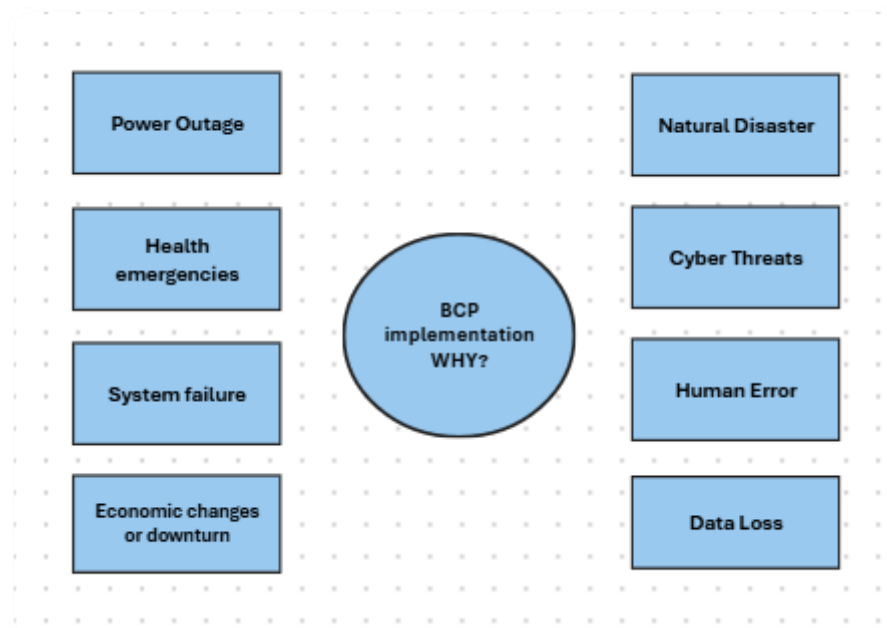 Power Outage
Natural Disaster
Health
emergencies
Cyber Threats
BCP
implementation
WHY?
System failure
Human Error
Economic changes
or downturn
Data Loss